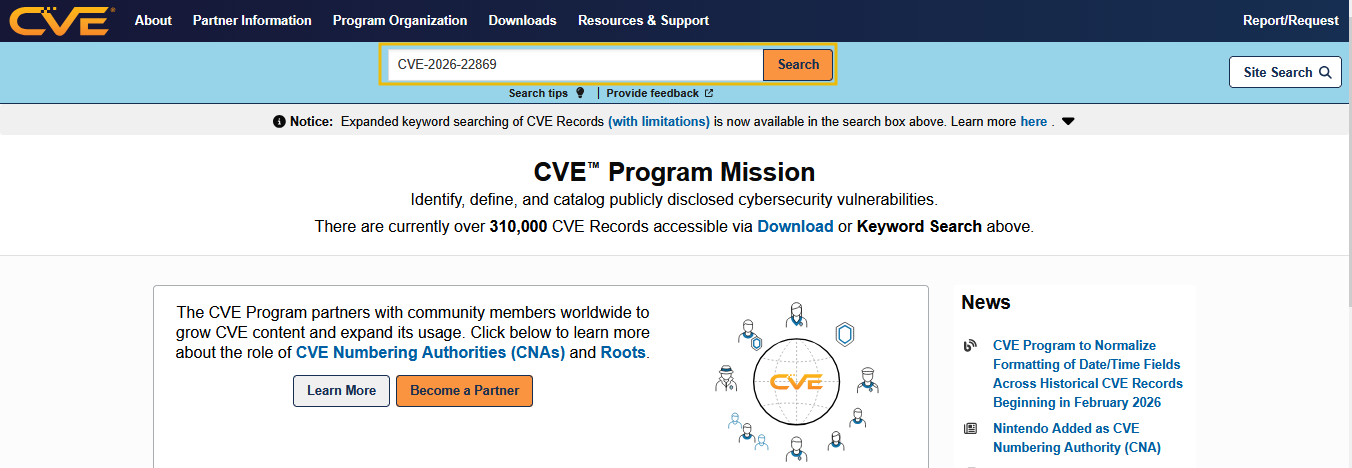 CVE
About Partner Information Program Organization Downloads Resources & Support Report/Request
CVE-2026-22869 Search
Site Search
Search tips | Provide feedback
Notice: Expanded keyword searching of CVE Records (with limitations) is now available in the search box above. Learn more here .
CVE™ Program Mission
Identify, define, and catalog publicly disclosed cybersecurity vulnerabilities.
There are currently over 310,000 CVE Records accessible via Download or Keyword Search above.
The CVE Program partners with community members worldwide to
grow CVE content and expand its usage. Click below to learn more
about the role of CVE Numbering Authorities (CNAs) and Roots.
Learn More Become a Partner
CVE
News
CVE Program to Normalize
Formatting of Date/Time Fields
Across Historical CVE Records
Beginning in February 2026
Nintendo Added as CVE
Numbering Authority (CNA)